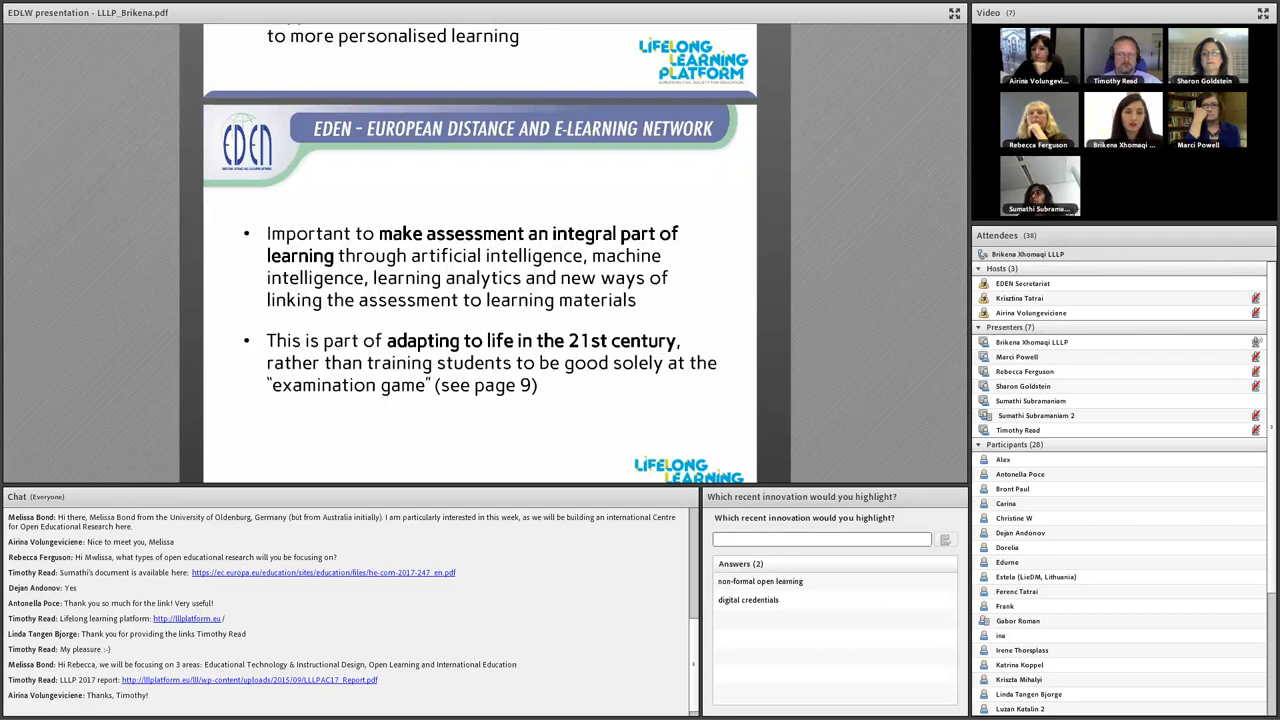 EDLW presentation - LLLP_Brikena.pdf
to more personalised learning
LIFELONG
LEARNING
PLATFORM
EUROPEAN CIVIL SOCIETY FOR EDUCATION
EDEN
EDEN - EUROPEAN DISTANCE AND E-LEARNING NETWORK
• Important to make assessment an integral part of
learning through artificial intelligence, machine
intelligence, learning analytics and new ways of
linking the assessment to learning materials
• This is part of adapting to life in the 21st century,
rather than training students to be good solely at the
“examination game” (see page 9)
LIFELONG
LEARNING
Video (7)
Airina Volungevi...
Timothy Read
Sharon Goldstein
Rebecca Ferguson
Brikena Xhomaqi ...
Marci Powell
Sumathi Subrama...
Attendees (38)
Brikena Xhomaqi LLLP
Hosts (3)
EDEN Secretariat
Krisztina Tatrai
Airina Volungeviciene
Presenters (7)
Brikena Xhomaqi LLLP
Marci Powell
Rebecca Ferguson
Sharon Goldstein
Sumathi Subramaniam
Sumathi Subramaniam 2
Timothy Read
Participants (28)
Alex
Antonella Poce
Bront Paul
Carina
Christine W
Dejan Andonov
Dorelia
Edurne
Estela (LieDM, Lithuania)
Ferenc Tatrai
Frank
Gabor Roman
ina
Irene Thorsplass
Katrina Koppel
Kriszta Mihalyi
Linda Tangen Bjorge
Luzan Katalin 2
Chat (Everyone)
Melissa Bond: Hi there, Melissa Bond from the University of Oldenburg, Germany (but from Australia initially). I am particularly interested in this week, as we will be building an international Centre
for Open Educational Research here.
Airina Volungeviciene: Nice to meet you, Melissa
Rebecca Ferguson: Hi Mwlissa, what types of open educational research will you be focusing on?
Timothy Read: Sumathi's document is available here: https://ec.europa.eu/education/sites/education/files/he-com-2017-247_en.pdf
Dejan Andonov: Yes
Antonella Poce: Thank you so much for the link! Very useful!
Timothy Read: Lifelong learning platform: http://lllplatform.eu /
Linda Tangen Bjorge: Thank you for providing the links Timothy Read
Timothy Read: My pleasure :-)
Melissa Bond: Hi Rebecca, we will be focusing on 3 areas: Educational Technology & Instructional Design, Open Learning and International Education
Timothy Read: LLLP 2017 report: http://lllplatform.eu/lll/wp-content/uploads/2015/09/LLLPAC17_Report.pdf
Airina Volungeviciene: Thanks, Timothy!
Which recent innovation would you highlight?
Which recent innovation would you highlight?
Answers (2)
non-formal open learning
digital credentials